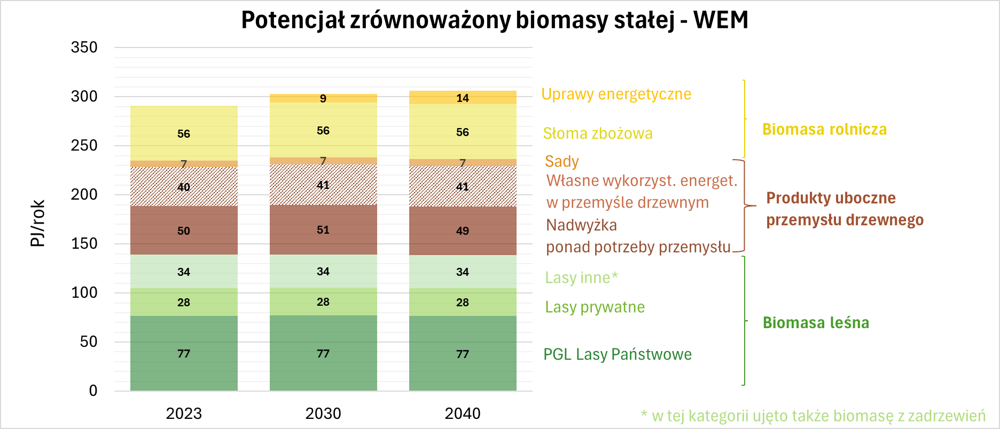 Potencjał zrównoważony biomasy stałej - WEM
PJ/rok
350
300
250
200
150
100
50
0
56
7
40
50
34
28
77
9
56
7
41
51
34
28
77
14
56
7
41
49
34
28
77
2023
2030
2040
Uprawy energetyczne
Słoma zbożowa
Sady
Własne wykorzyst. energet.
w przemyśle drzewnym
Nadwyżka
ponad potrzeby przemysłu
Lasy inne*
Lasy prywatne
PGL Lasy Państwowe
Biomasa rolnicza
Produkty uboczne
przemysłu drzewnego
Biomasa leśna
* w tej kategorii ujęto także biomasę z zadrzewień